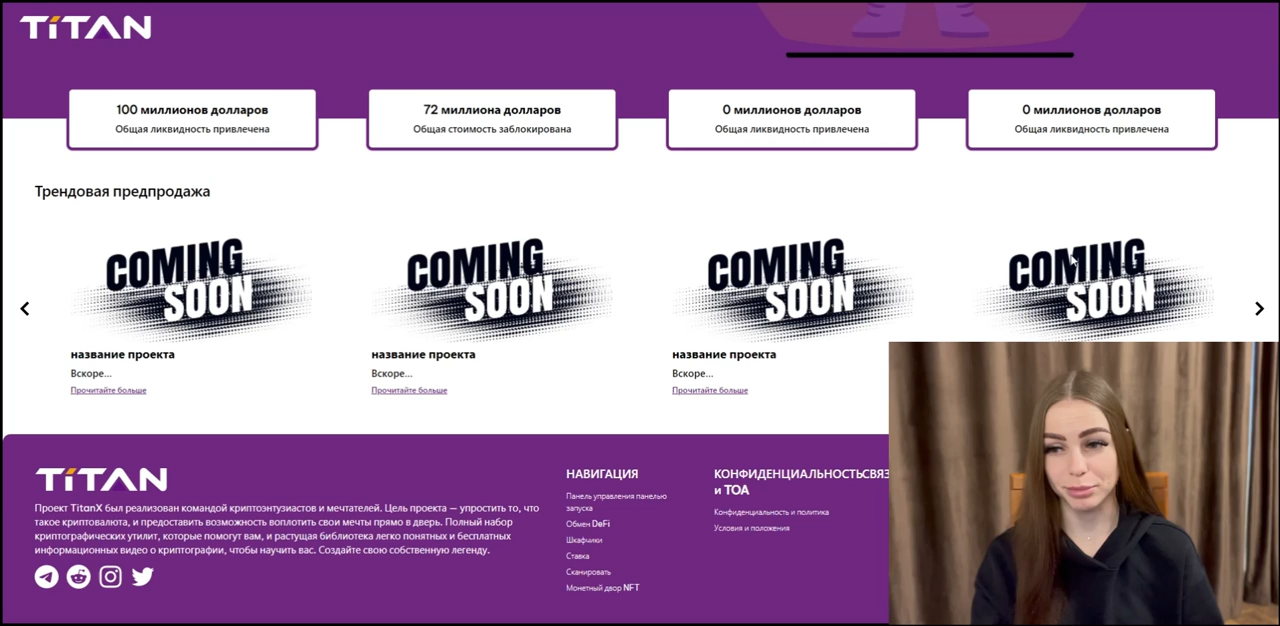 TiTAN
100 миллионов долларов
Общая ликвидность привлечена
72 миллиона долларов
Общая стоимость заблокирована
0 миллионов долларов
Общая ликвидность привлечена
0 миллионов долларов
Общая ликвидность привлечена
Трендовая предпродажа
COMING
SOON
COMING
SOON
COMING
SOON
COMING
SOON
название проекта
Вскоре...
Прочитайте больше
название проекта
Вскоре...
Прочитайте больше
название проекта
Вскоре...
Прочитайте больше
TiTAN
Проект TitanX был реализован командой криптоэнтузиастов и мечтателей. Цель проекта — упростить то, что
такое криптовалюта, и предоставить возможность воплотить свои мечты прямо в дверь. Полный набор
криптографических утилит, которые помогут вам, и растущая библиотека легко понятных и бесплатных
информационных видео о криптографии, чтобы научить вас. Создайте свою собственную легенду.
НАВИГАЦИЯ
Панель управления панелью
запуска
Обмен DeFi
Шкафчики
Ставка
Сканировать
Монетный двор NFT
КОНФИДЕНЦИАЛЬНОСТЬСВЯЗ
и TOA
Конфиденциальность и политика
Условия и положения